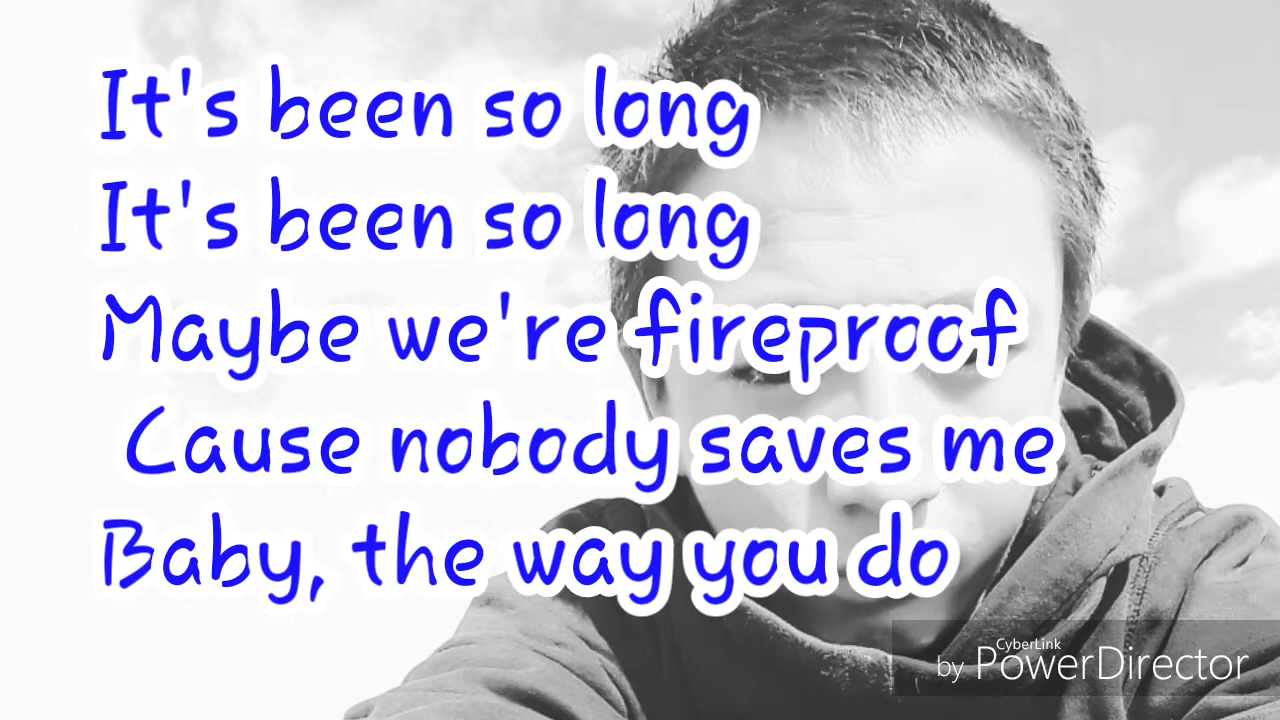 It's been so long
It's been so long
Maybe we're fireproof
Cause nobody saves me
Baby, the way you do
CyberLink
by PowerDirector